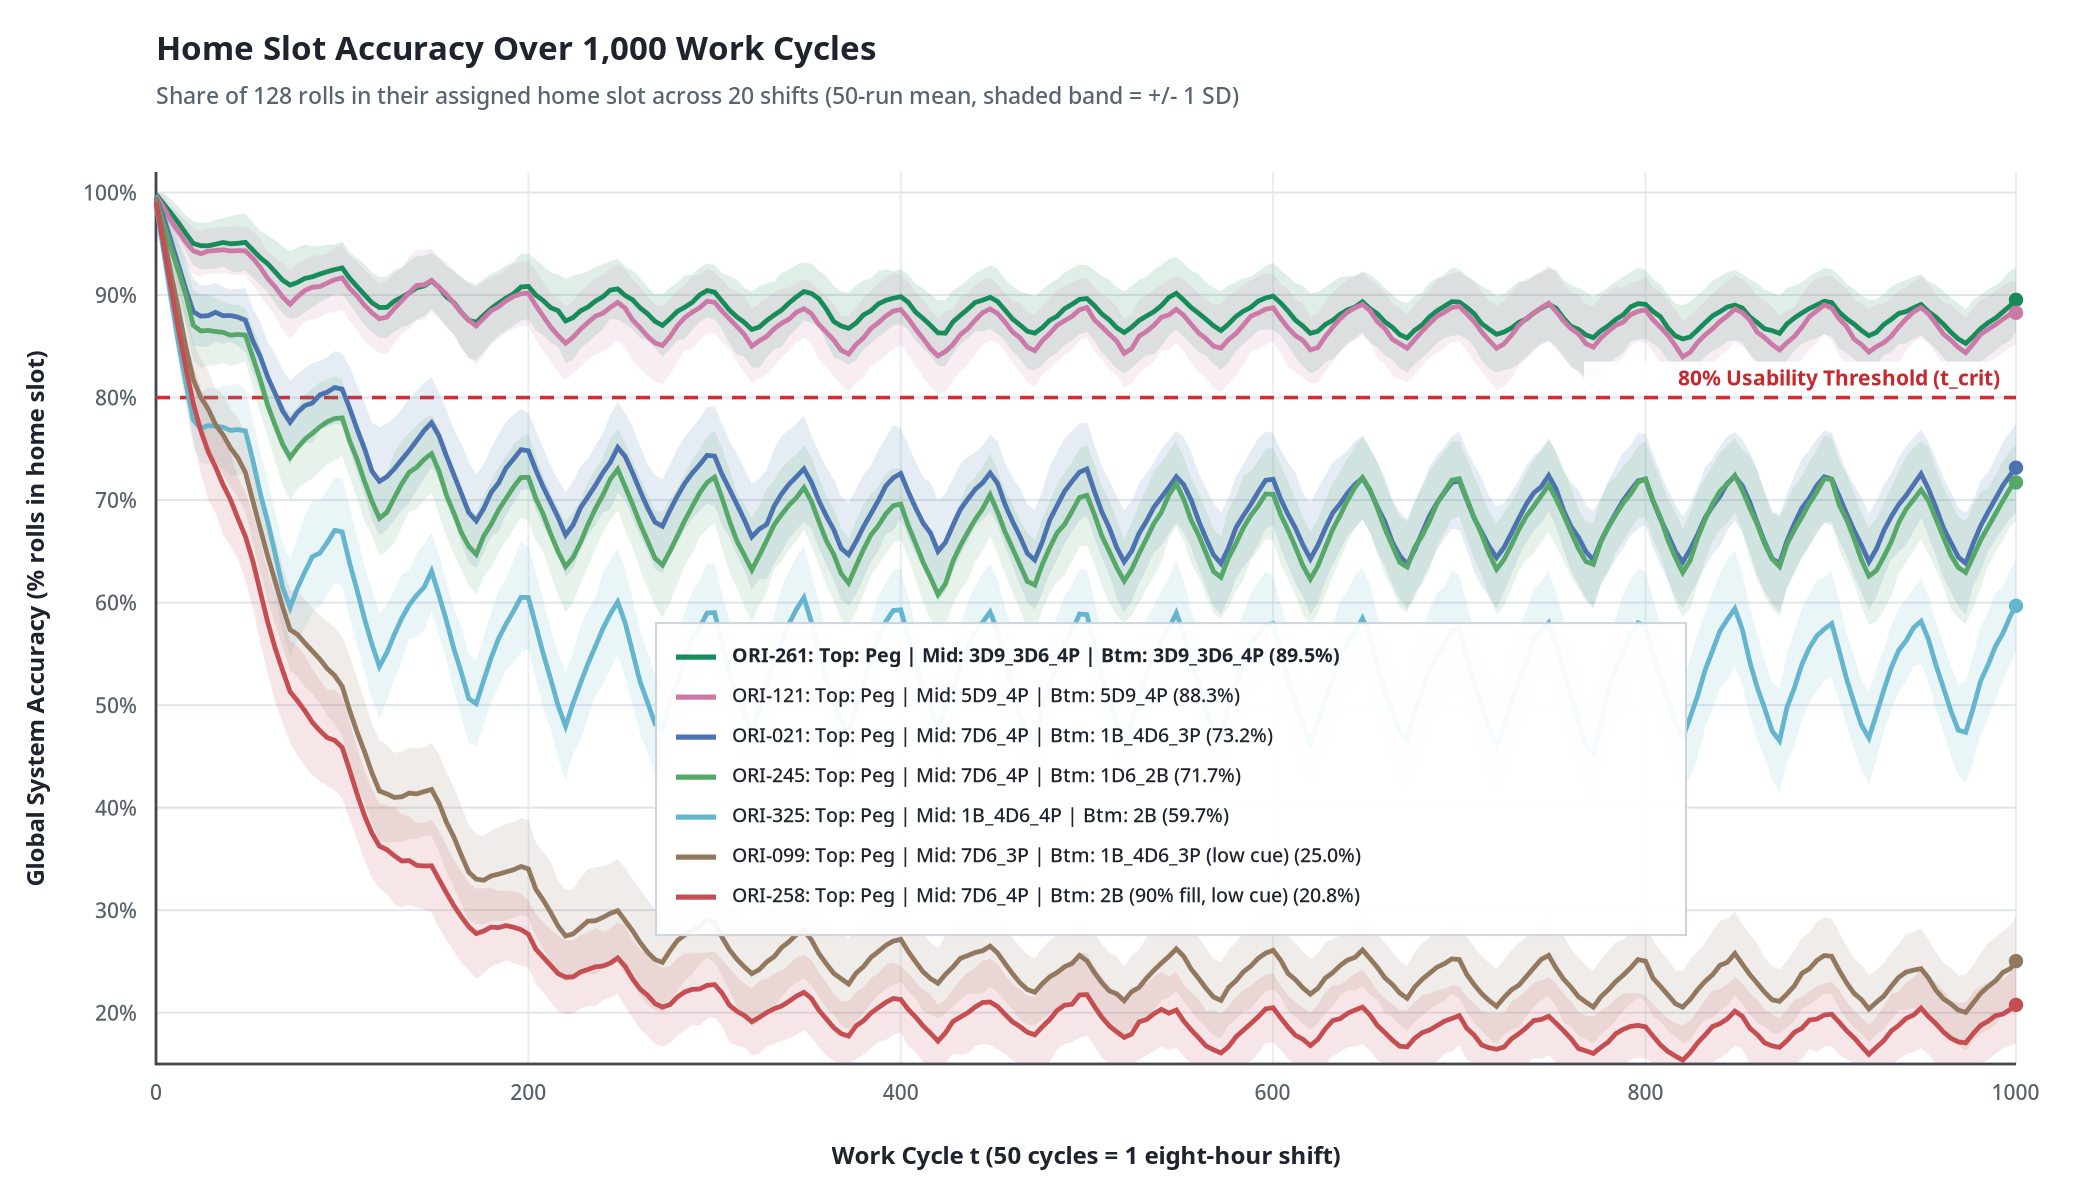 Home Slot Accuracy Over 1,000 Work Cycles
Share of 128 rolls in their assigned home slot across 20 shifts (50-run mean, shaded band = +/- 1 SD)
Global System Accuracy (% rolls in home slot)
100%
90%
80%
70%
60%
50%
40%
30%
20%
80% Usability Threshold (t_crit)
ORI-261: Top: Peg | Mid: 3D9_3D6_4P | Btm: 3D9_3D6_4P (89.5%)
ORI-121: Top: Peg | Mid: 5D9_4P | Btm: 5D9_4P (88.3%)
ORI-021: Top: Peg | Mid: 7D6_4P | Btm: 1B_4D6_3P (73.2%)
ORI-245: Top: Peg | Mid: 7D6_4P | Btm: 1D6_2B (71.7%)
ORI-325: Top: Peg | Mid: 1B_4D6_4P | Btm: 2B (59.7%)
ORI-099: Top: Peg | Mid: 7D6_3P | Btm: 1B_4D6_3P (low cue) (25.0%)
ORI-258: Top: Peg | Mid: 7D6_4P | Btm: 2B (90% fill, low cue) (20.8%)
0 200 400 600 800 1000
Work Cycle t (50 cycles = 1 eight-hour shift)